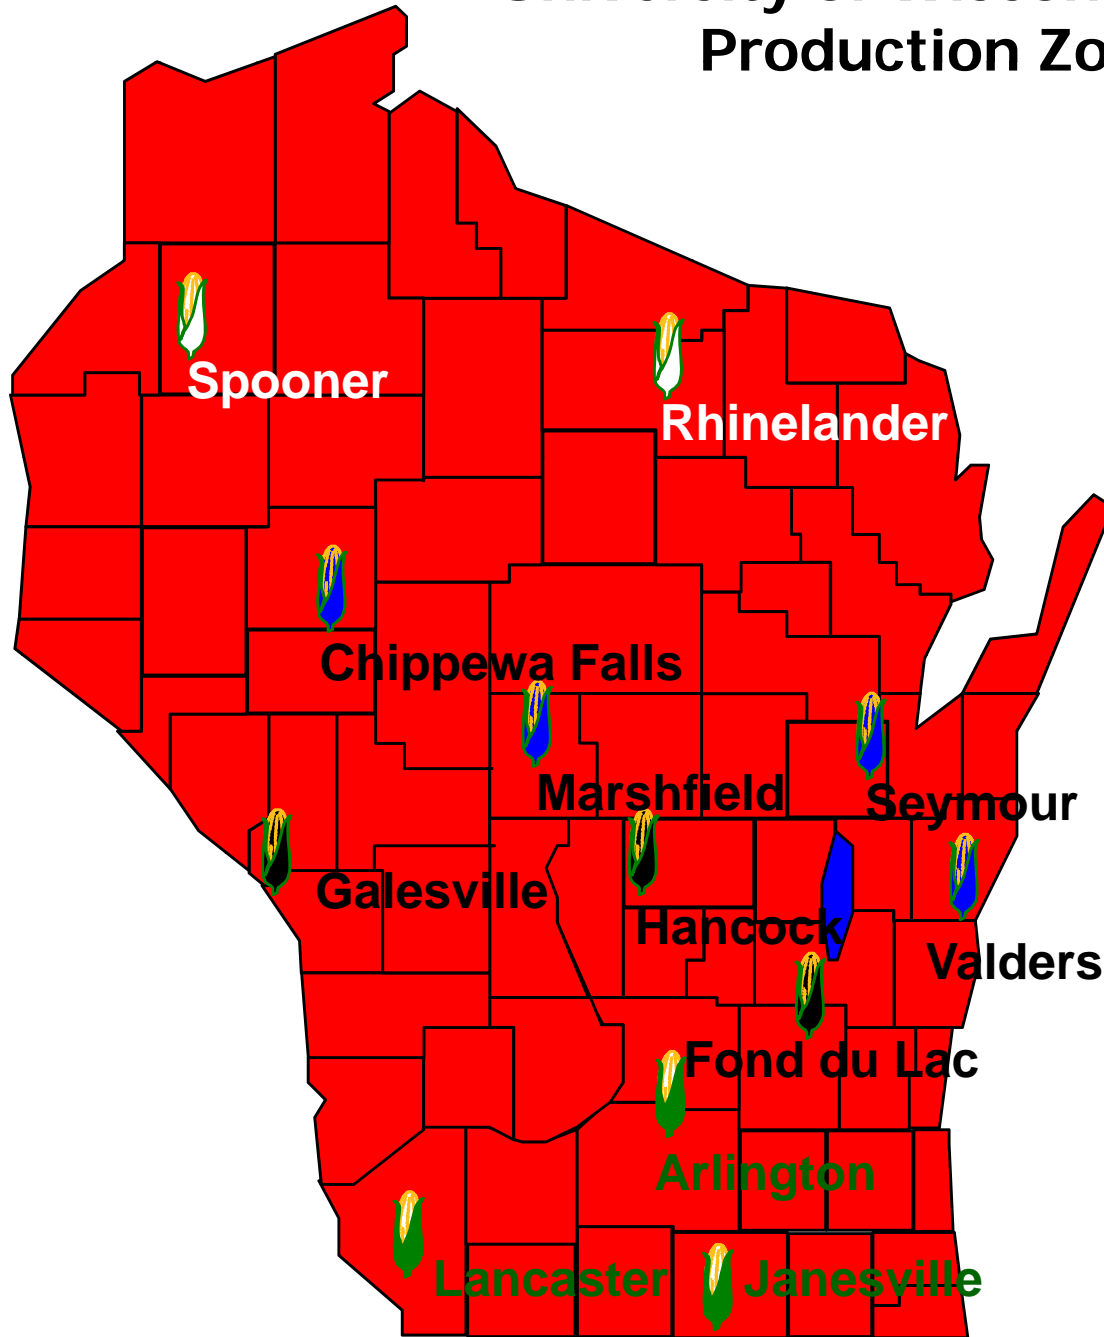 Production Zo
Spooner
Rhinelander
Chippewa Falls
Marshfield
Seymour
Galesville
Hancock
Valders
Fond du Lac
Arlington
Lancaster
Janesville